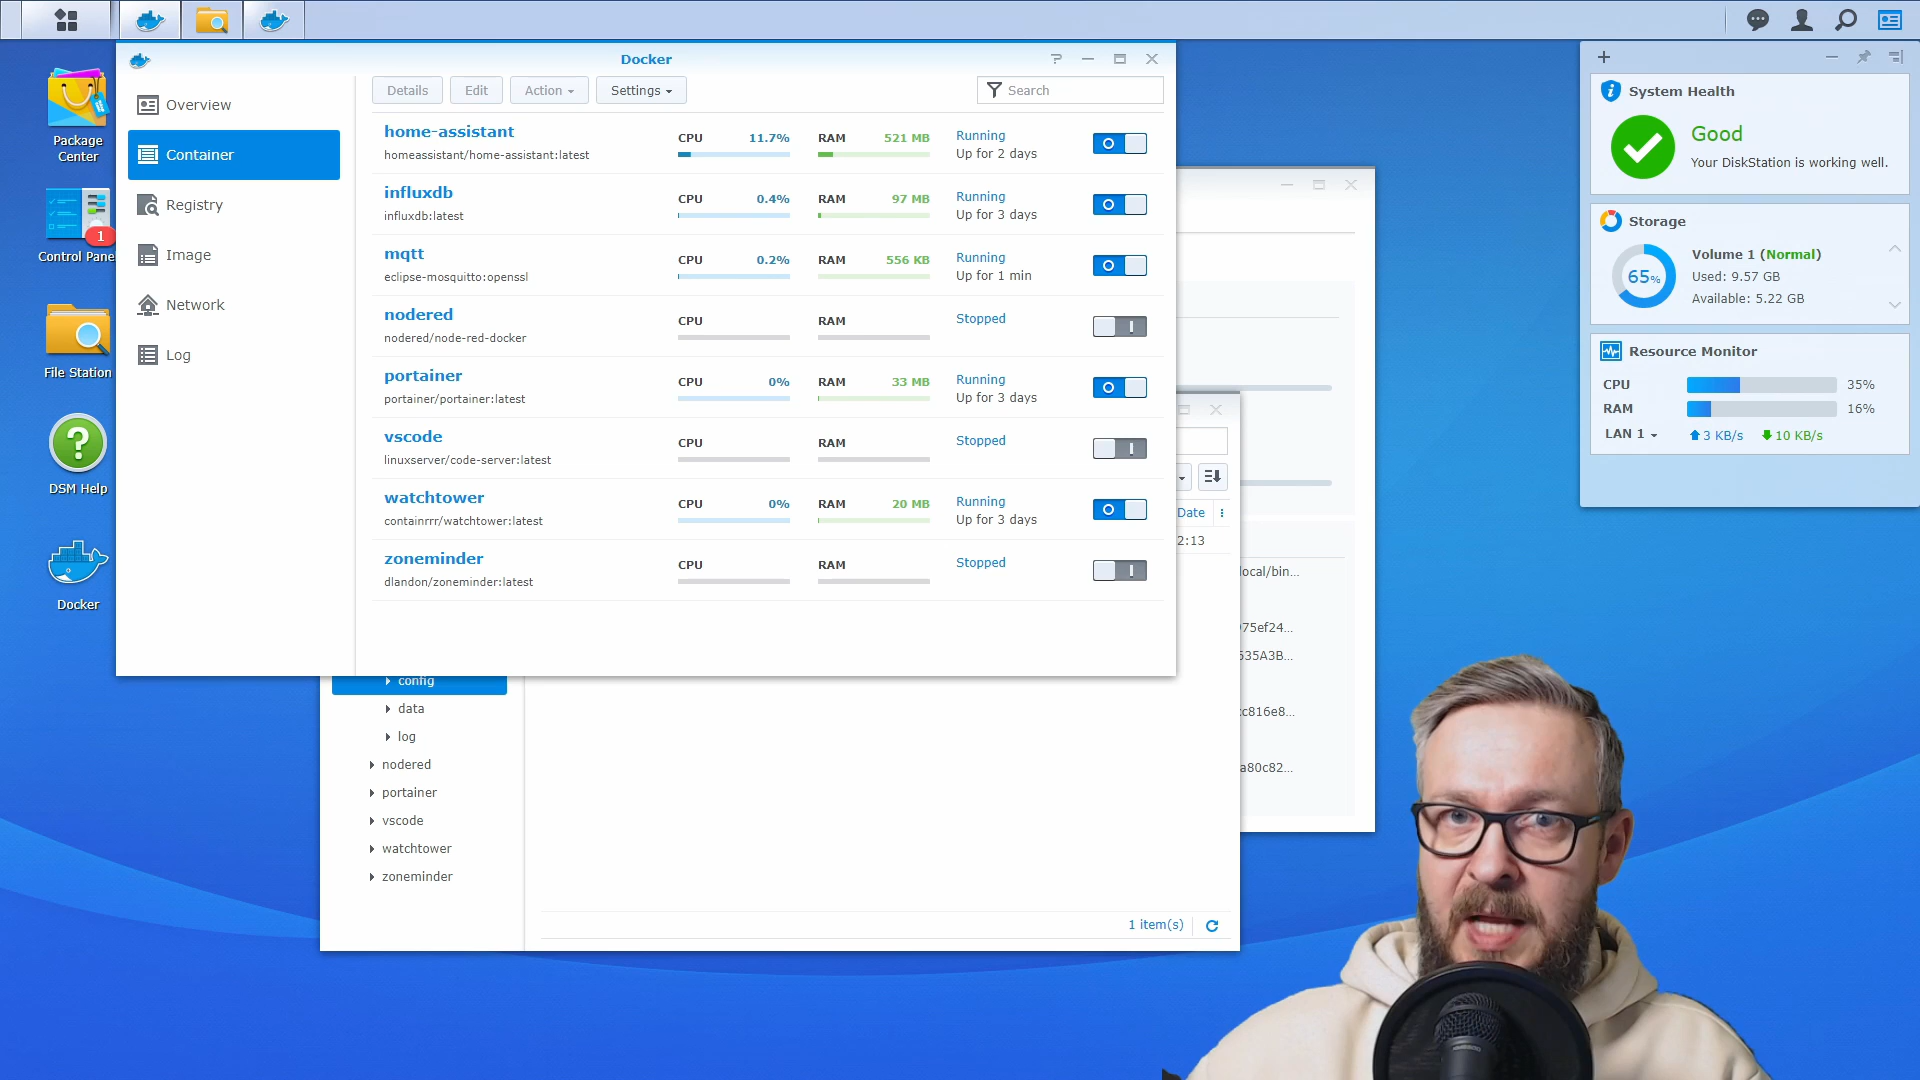 Docker
Package
Center
1
Control Pane
File Station
DSM Help
Docker
Overview
Container
Registry
Image
Network
Log
Details
Edit
Action
Settings
Search
home-assistant
homeassistant/home-assistant:latest
CPU 11.7%
RAM 521 MB
Running
Up for 2 days
influxdb
influxdb:latest
CPU 0.4%
RAM 97 MB
Running
Up for 3 days
mqtt
eclipse-mosquitto:openssl
CPU 0.2%
RAM 556 KB
Running
Up for 1 min
nodered
nodered/node-red-docker
CPU
RAM
Stopped
portainer
portainer/portainer:latest
CPU 0%
RAM 33 MB
Running
Up for 3 days
vscode
linuxserver/code-server:latest
CPU
RAM
Stopped
watchtower
containrrr/watchtower:latest
CPU 0%
RAM 20 MB
Running
Up for 3 days
zoneminder
dlandon/zoneminder:latest
CPU
RAM
Stopped
config
data
log
nodered
portainer
vscode
watchtower
zoneminder
Date
2:13
1 item(s)
local/bin...
75ef24...
535A3B...
c816e8...
a80c82...
System Health
Good
Your DiskStation is working well.
Storage
65%
Volume 1 (Normal)
Used: 9.57 GB
Available: 5.22 GB
Resource Monitor
CPU 35%
RAM 16%
LAN 1 3 KB/s 10 KB/s